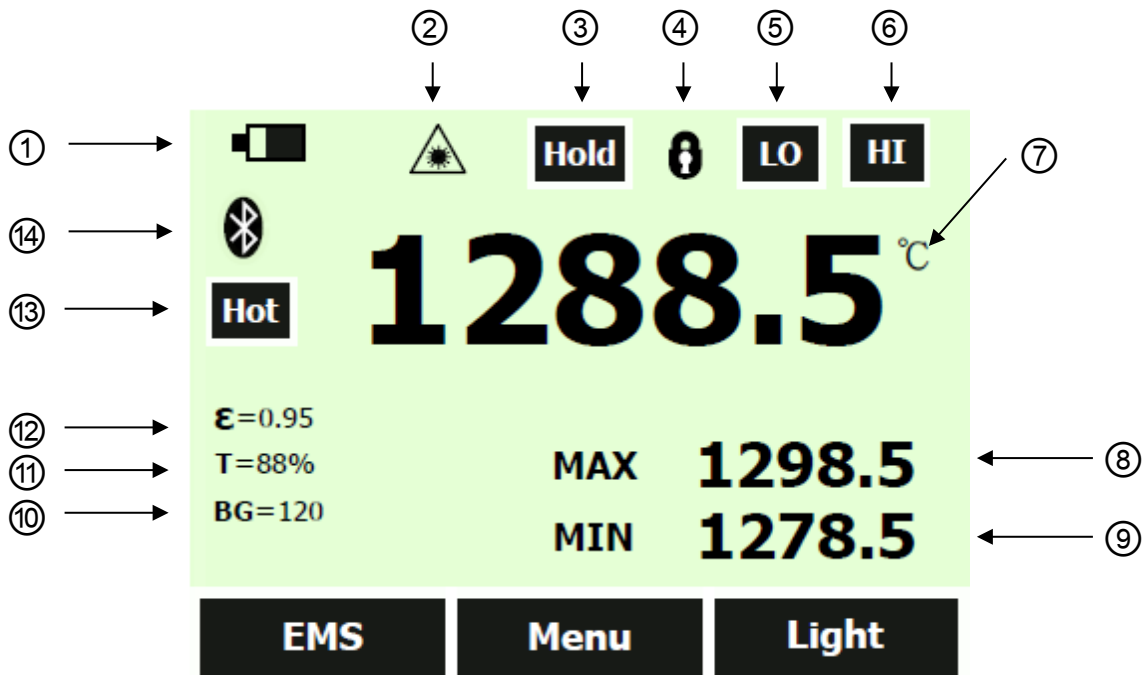 ② ③ ④ ⑤ ⑥
① Hold LO HI ⑦
⑭ 1288.5 ℃
⑬ Hot
⑫ ε=0.95
⑪ T=88% MAX 1298.5 ⑧
⑩ BG=120 MIN 1278.5 ⑨
EMS Menu Light